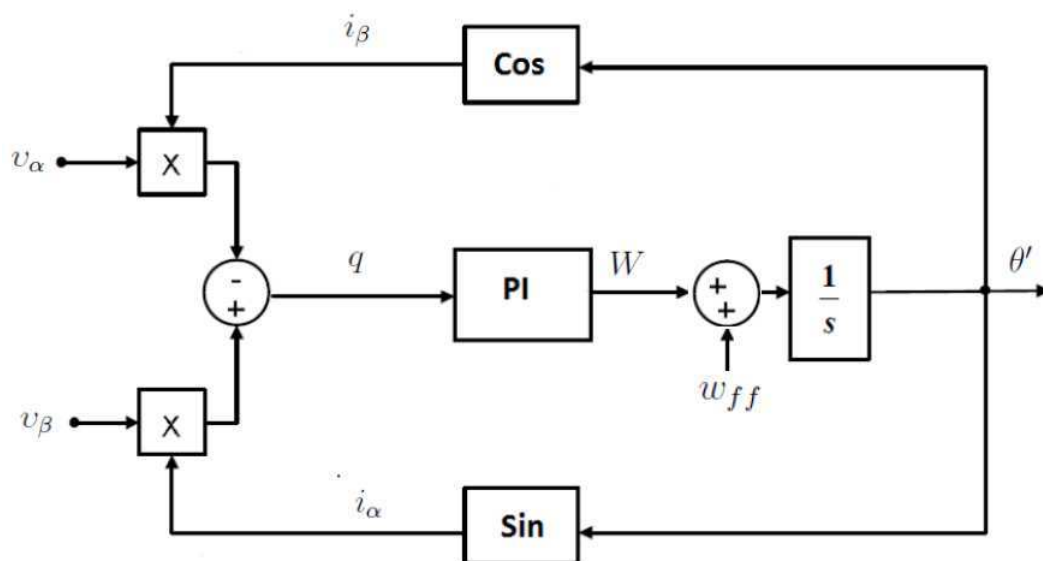 i_β
Cos
v_α
X
-
+
q
PI
W
+
+
w_ff
1
s
θ′
v_β
X
i_α
Sin